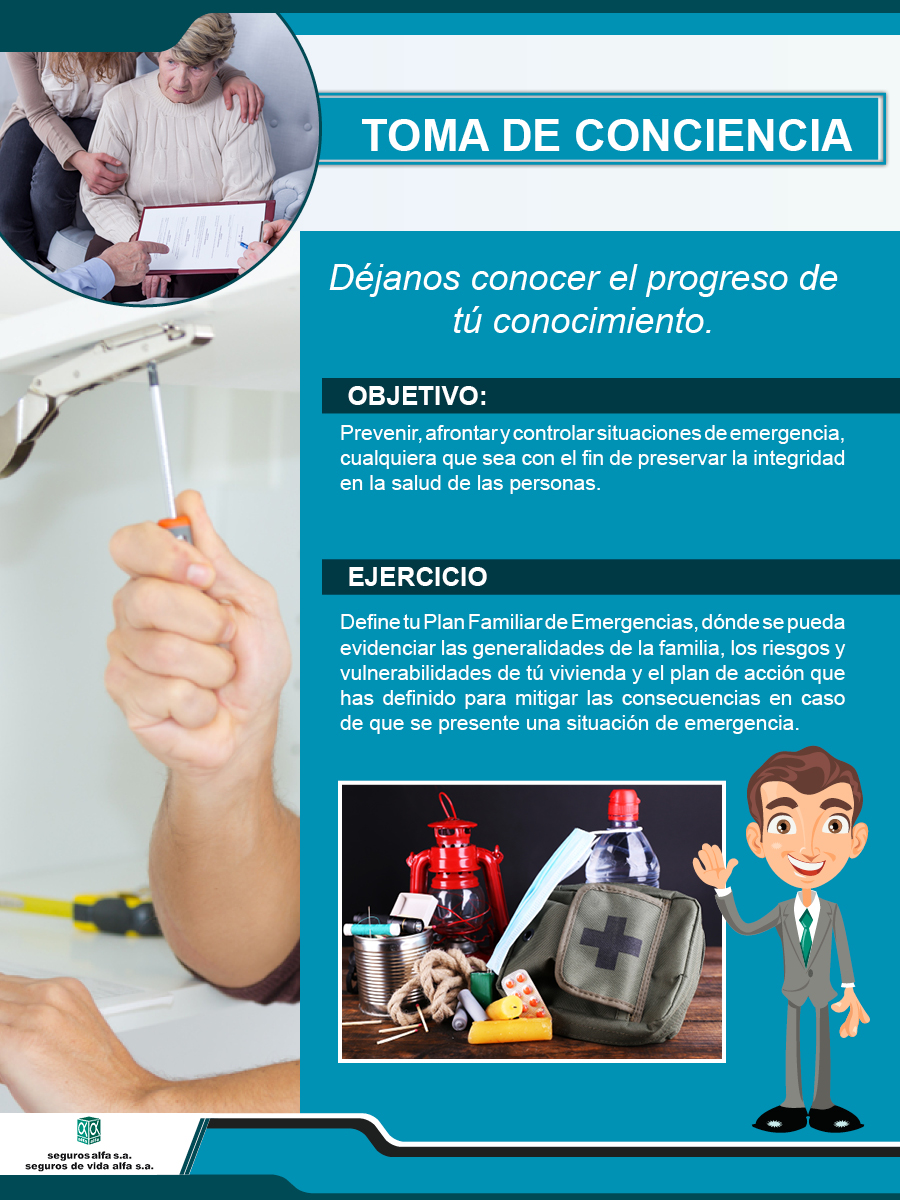 TOMA DE CONCIENCIA
Déjanos conocer el progreso de
tú conocimiento.
OBJETIVO:
Prevenir, afrontar y controlar situaciones de emergencia,
cualquiera que sea con el fin de preservar la integridad
en la salud de las personas.
EJERCICIO
Define tu Plan Familiar de Emergencias, dónde se pueda
evidenciar las generalidades de la familia, los riesgos y
vulnerabilidades de tú vivienda y el plan de acción que
has definido para mitigar las consecuencias en caso
de que se presente una situación de emergencia.
seguros alfa s.a.
seguros de vida alfa s.a.